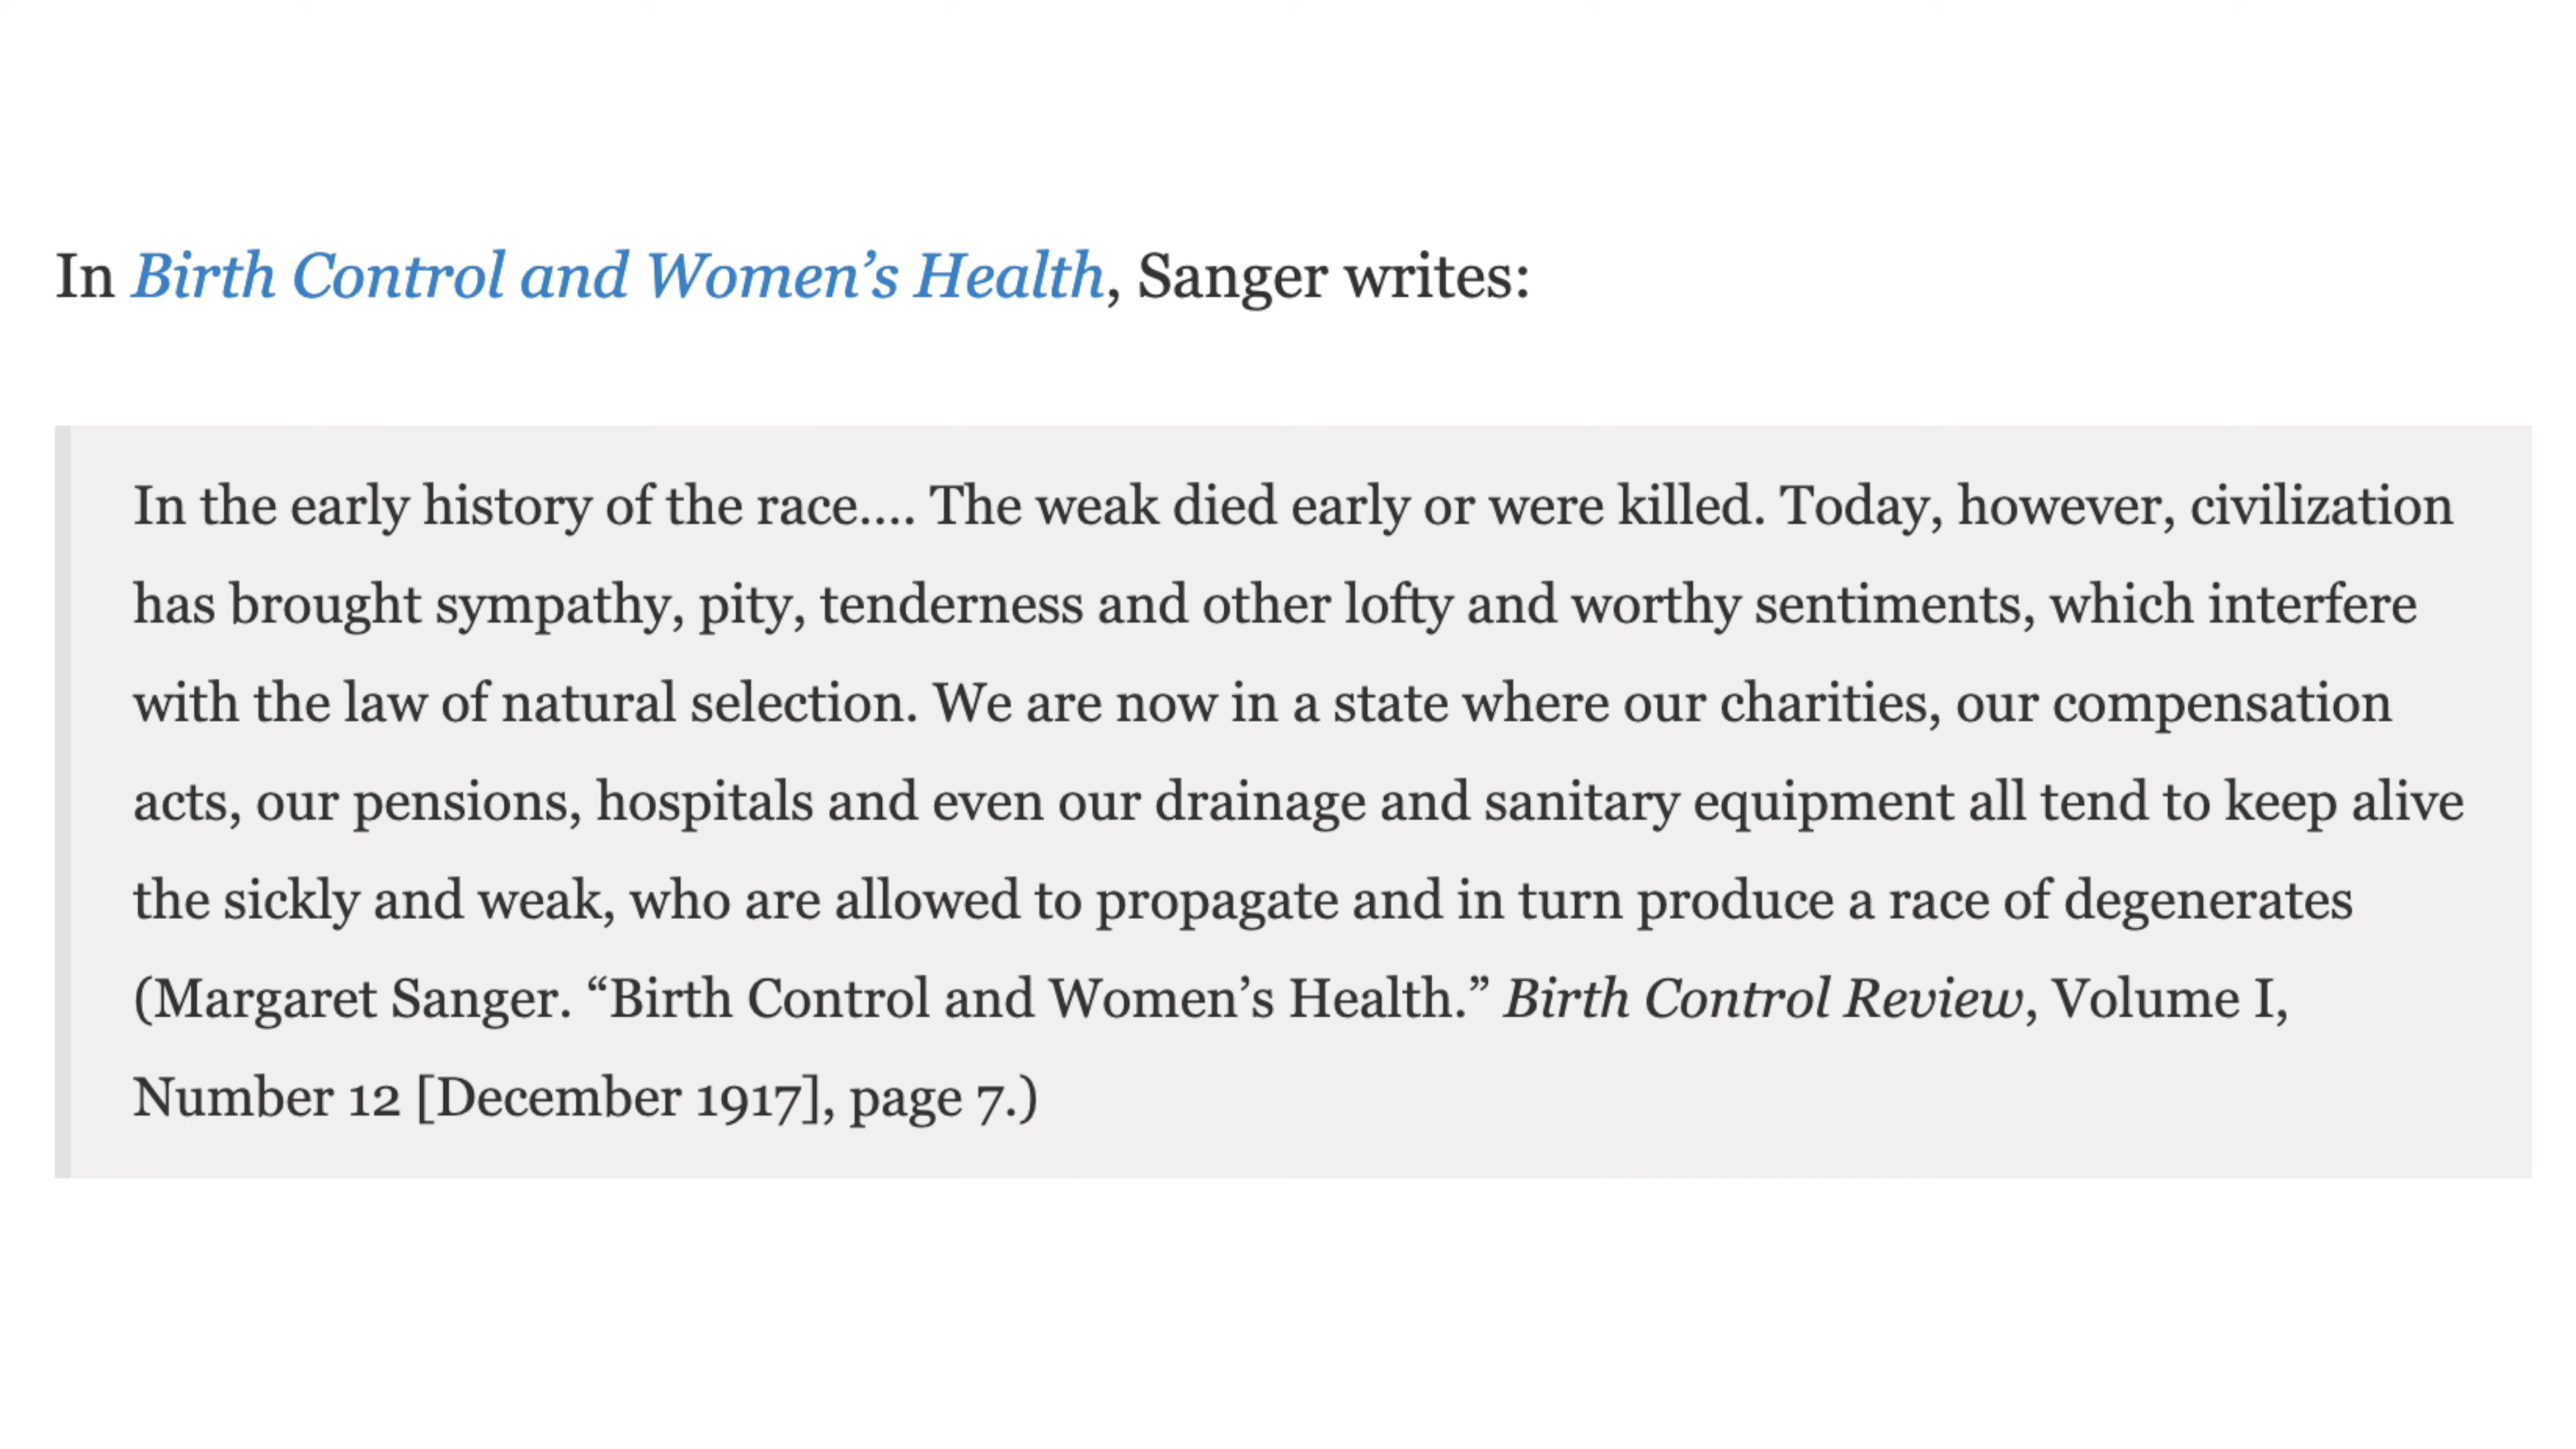 In Birth Control and Women’s Health, Sanger writes:
In the early history of the race.... The weak died early or were killed. Today, however, civilization
has brought sympathy, pity, tenderness and other lofty and worthy sentiments, which interfere
with the law of natural selection. We are now in a state where our charities, our compensation
acts, our pensions, hospitals and even our drainage and sanitary equipment all tend to keep alive
the sickly and weak, who are allowed to propagate and in turn produce a race of degenerates
(Margaret Sanger. “Birth Control and Women’s Health.” Birth Control Review, Volume I,
Number 12 [December 1917], page 7.)